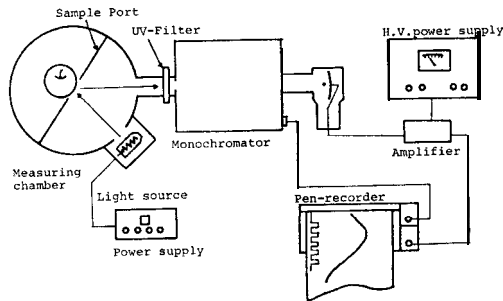 Sample Port
UV-Filter
H.V.power supply
Monochromator
Amplifier
Measuring
chamber
Light source
Pen-recorder
Power supply